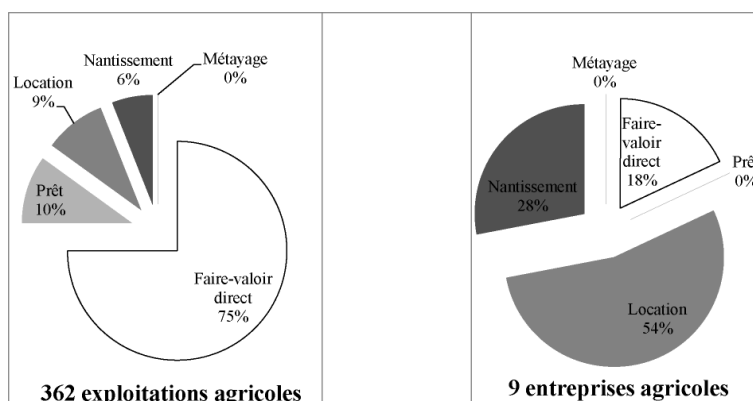 Nantissement
6%
Métayage
0%
Location
9%
Prêt
10%
Faire-valoir
direct
75%
362 exploitations agricoles
Métayage
0%
Faire-
valoir
direct
18%
Prêt
0%
Nantissement
28%
Location
54%
9 entreprises agricoles